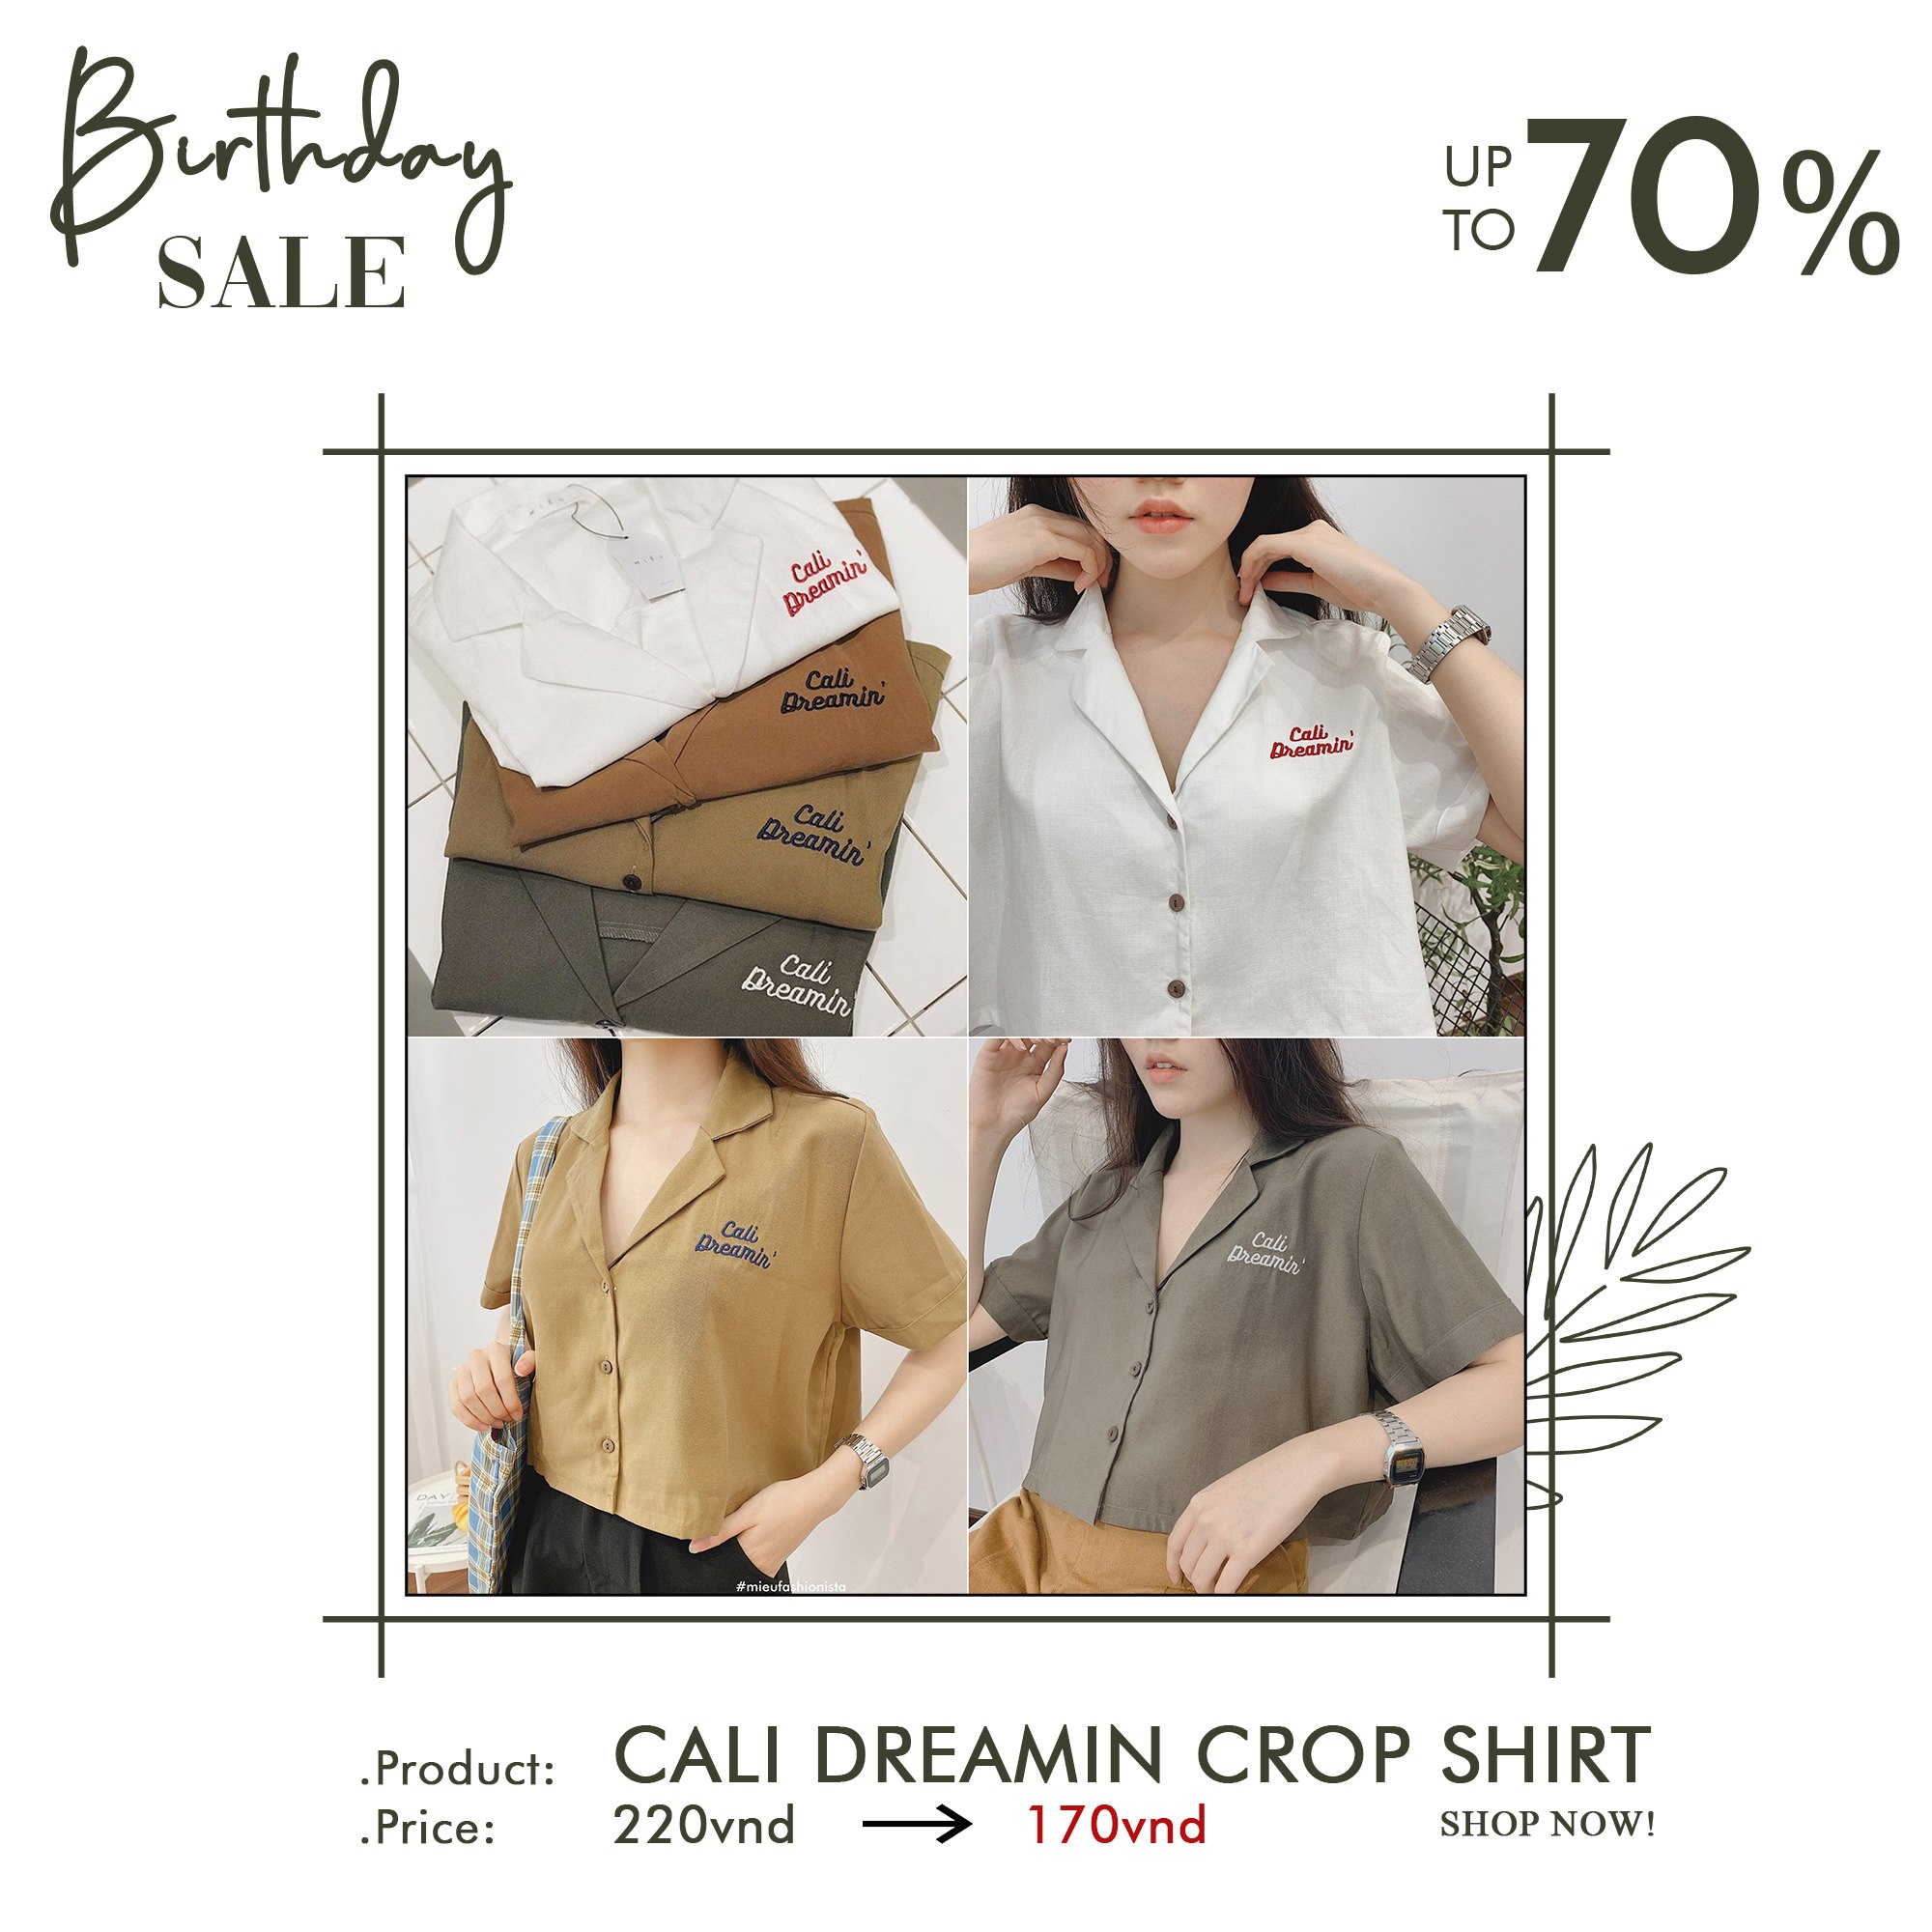 Birthday
SALE
UP
TO
70%
Cali
Dreamin'
Cali
Dreamin'
Cali
Dreamin'
Cali
Dreamin'
Cali
Dreamin'
Cali
Dreamin'
Cali
Dreamin'
DAY
#mieufashionista
.Product: CALI DREAMIN CROP SHIRT
.Price: 220vnd → 170vnd SHOP NOW!